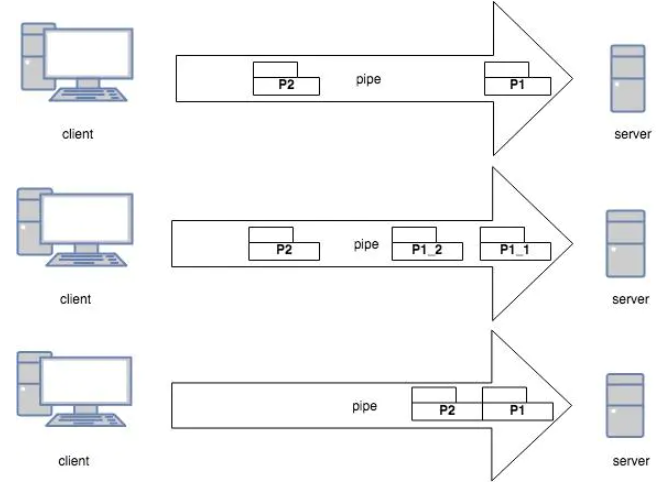 pipe
P2
P1
client
server
pipe
P2
P1_2
P1_1
client
server
pipe
P2
P1
client
server